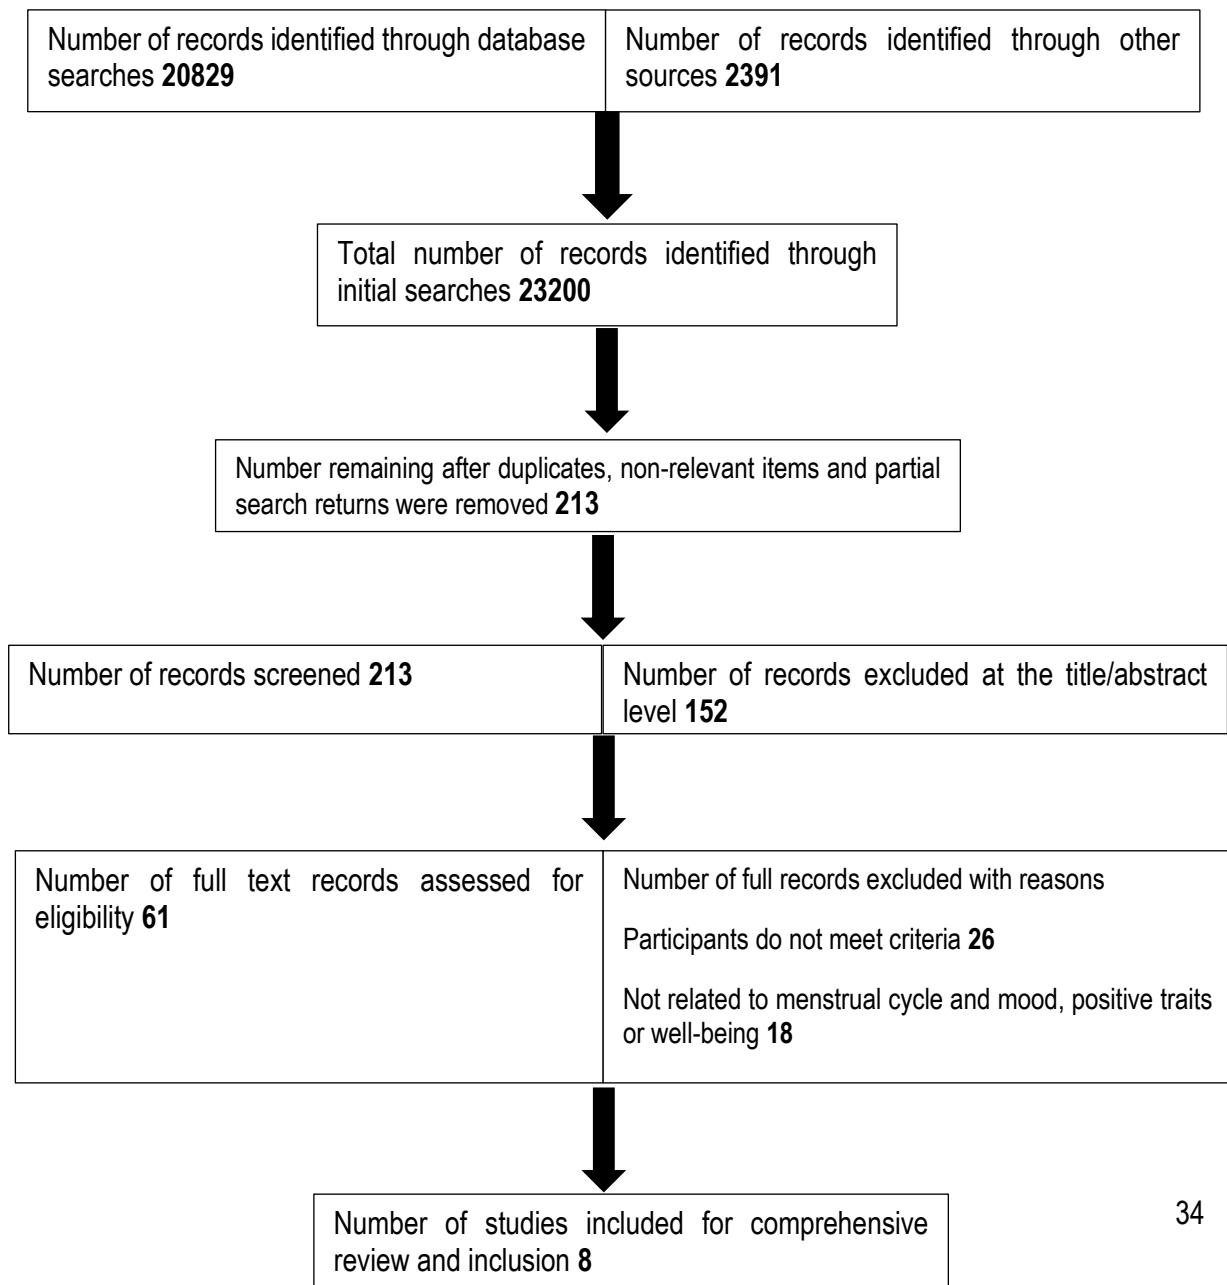 Number of records identified through database
searches 20829
Number of records identified through other
sources 2391
Total number of records identified through
initial searches 23200
Number remaining after duplicates, non-relevant items and partial
search returns were removed 213
Number of records screened 213
Number of records excluded at the title/abstract
level 152
Number of full text records assessed for
eligibility 61
Number of full records excluded with reasons
Participants do not meet criteria 26
Not related to menstrual cycle and mood, positive traits
or well-being 18
Number of studies included for comprehensive
review and inclusion 8
34